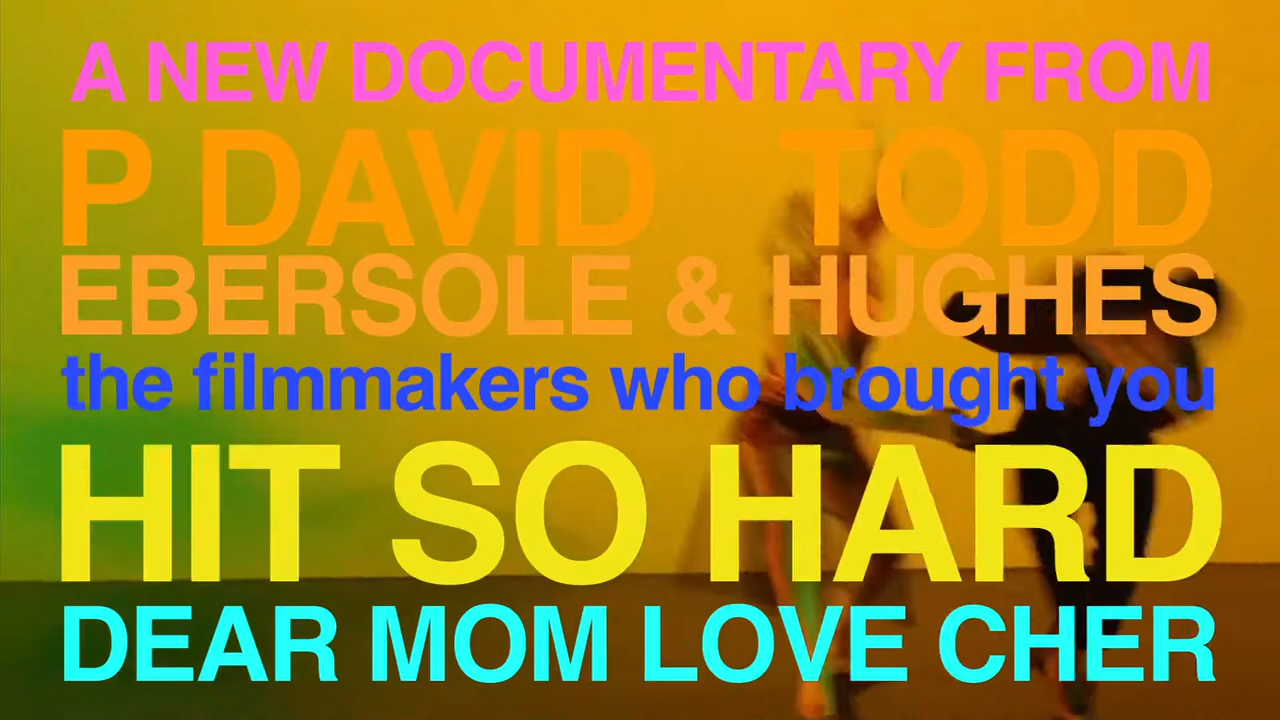 A NEW DOCUMENTARY FROM
P DAVID TODD
EBERSOLE & HUGHES
the filmmakers who brought you
HIT SO HARD
DEAR MOM LOVE CHER